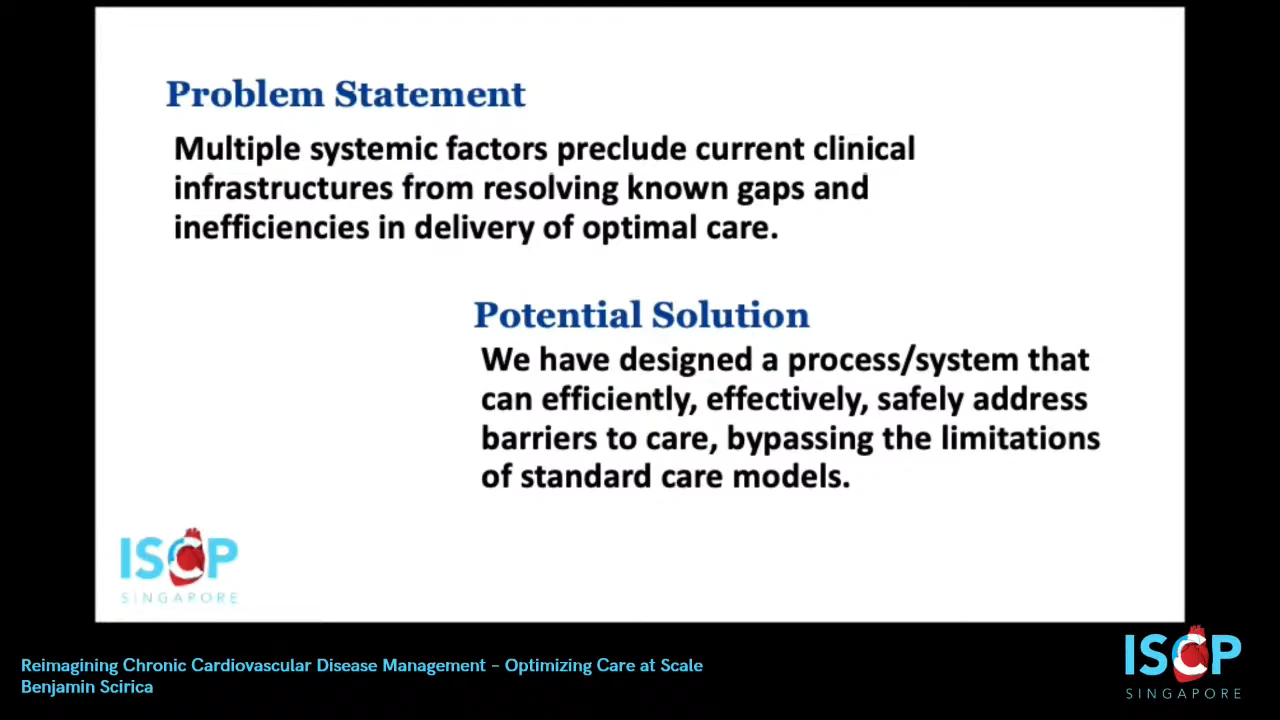 Problem Statement
Multiple systemic factors preclude current clinical
infrastructures from resolving known gaps and
inefficiencies in delivery of optimal care.
Potential Solution
We have designed a process/system that
can efficiently, effectively, safely address
barriers to care, bypassing the limitations
of standard care models.
ISCP
SINGAPORE
Reimagining Chronic Cardiovascular Disease Management – Optimizing Care at Scale
Benjamin Scirica
ISCP
SINGAPORE